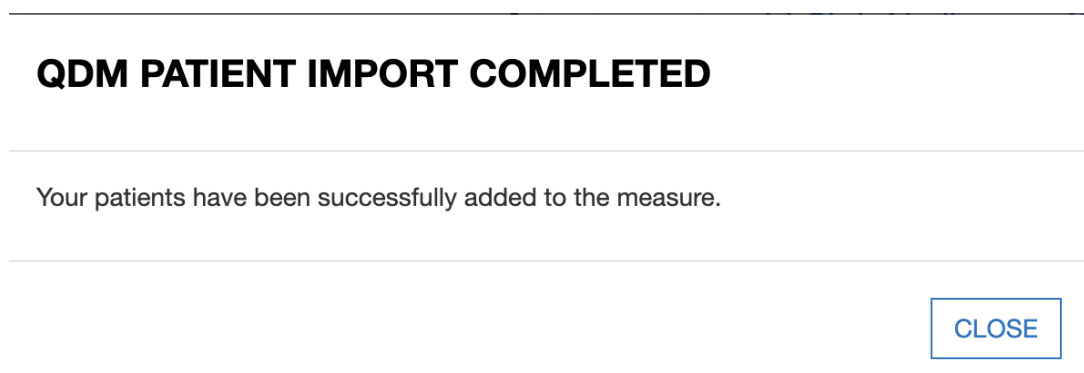 QDM PATIENT IMPORT COMPLETED
Your patients have been successfully added to the measure.
CLOSE